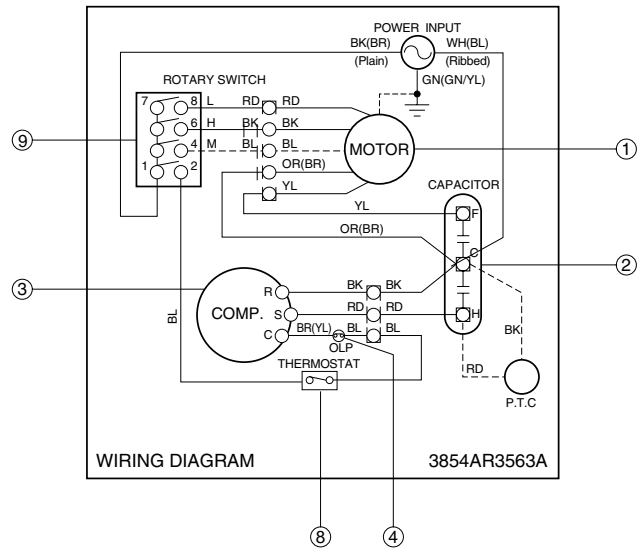 POWER INPUT
BK(BR) WH(BL)
(Plain) (Ribbed)
GN(GN/YL)
ROTARY SWITCH
7 8 L RD RD
6 H BK BK
4 M BL BL
1 2 OR(BR)
YL
MOTOR
9
1
CAPACITOR
YL F
OR(BR) C
2
3
R BK BK
COMP. S RD RD H
C BR(YL) BL BL
OLP
BL
BK
RD
P.T.C
THERMOSTAT
WIRING DIAGRAM 3854AR3563A
8 4